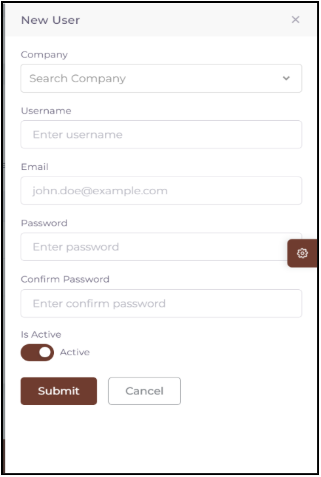 New User
Company
Search Company
Username
Enter username
Email
john.doe@example.com
Password
Enter password
Confirm Password
Enter confirm password
Is Active
Active
Submit Cancel